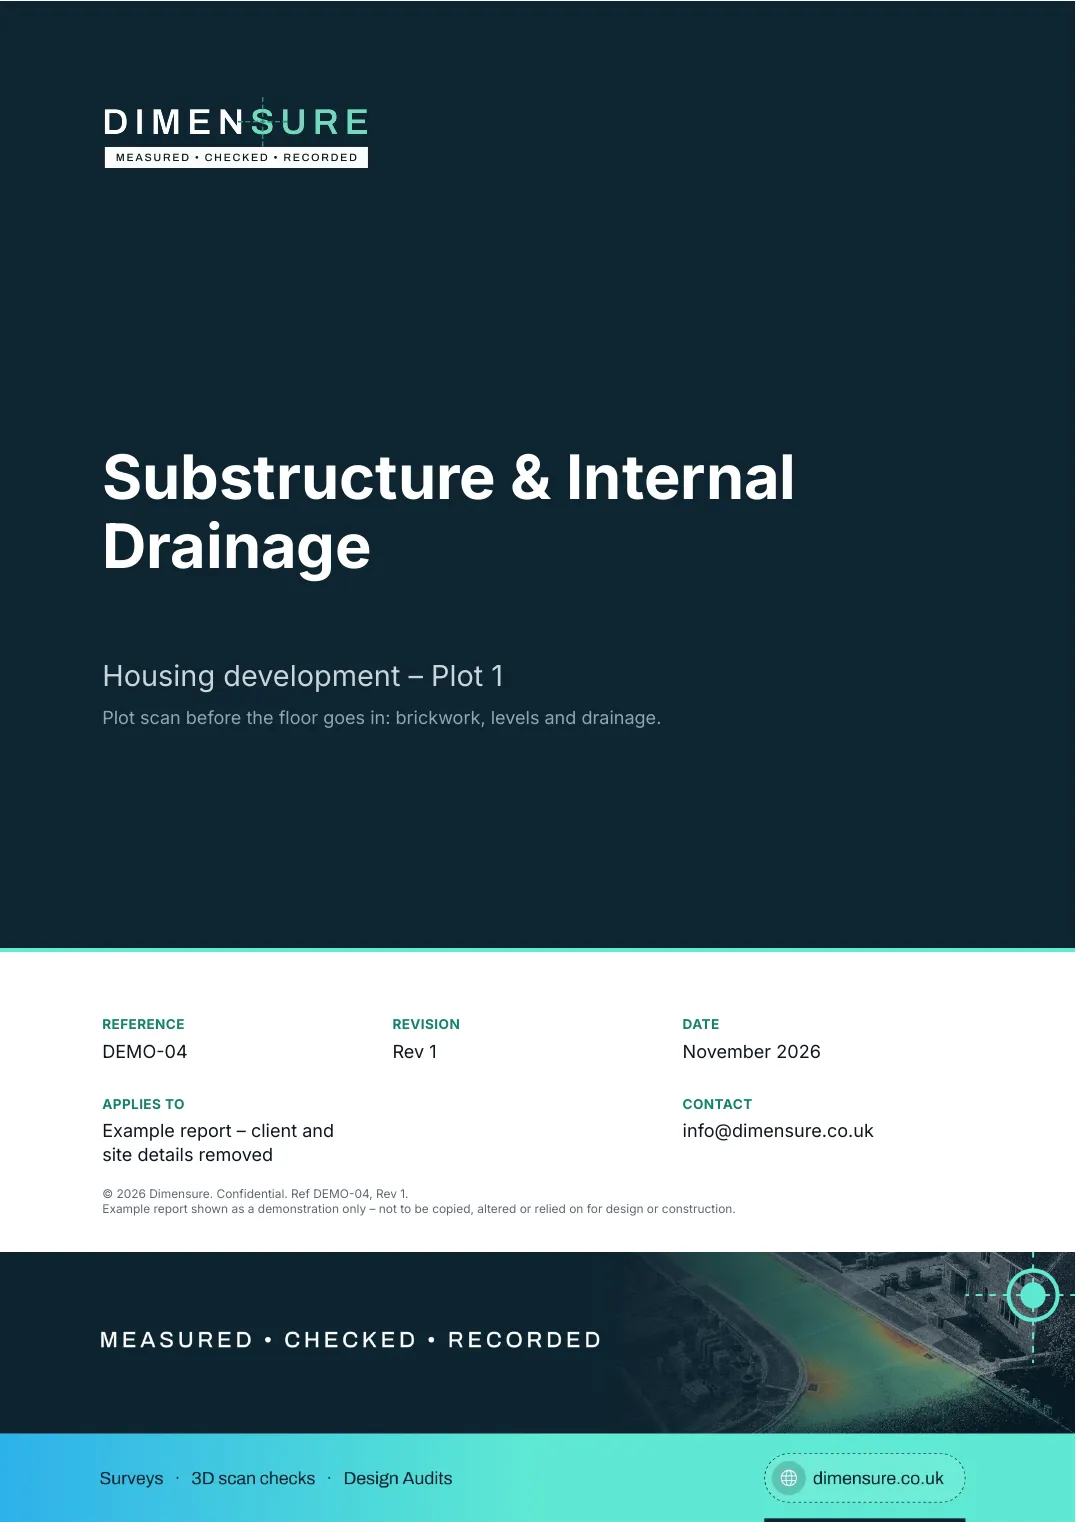 DIMENSURE
MEASURED • CHECKED • RECORDED
Substructure & Internal
Drainage
Housing development – Plot 1
Plot scan before the floor goes in: brickwork, levels and drainage.
REFERENCE
DEMO-04
REVISION
Rev 1
DATE
November 2026
APPLIES TO
Example report – client and
site details removed
CONTACT
info@dimensure.co.uk
© 2026 Dimensure. Confidential. Ref DEMO-04, Rev 1.
Example report shown as a demonstration only – not to be copied, altered or relied on for design or construction.
MEASURED • CHECKED • RECORDED
Surveys · 3D scan checks · Design Audits
dimensure.co.uk